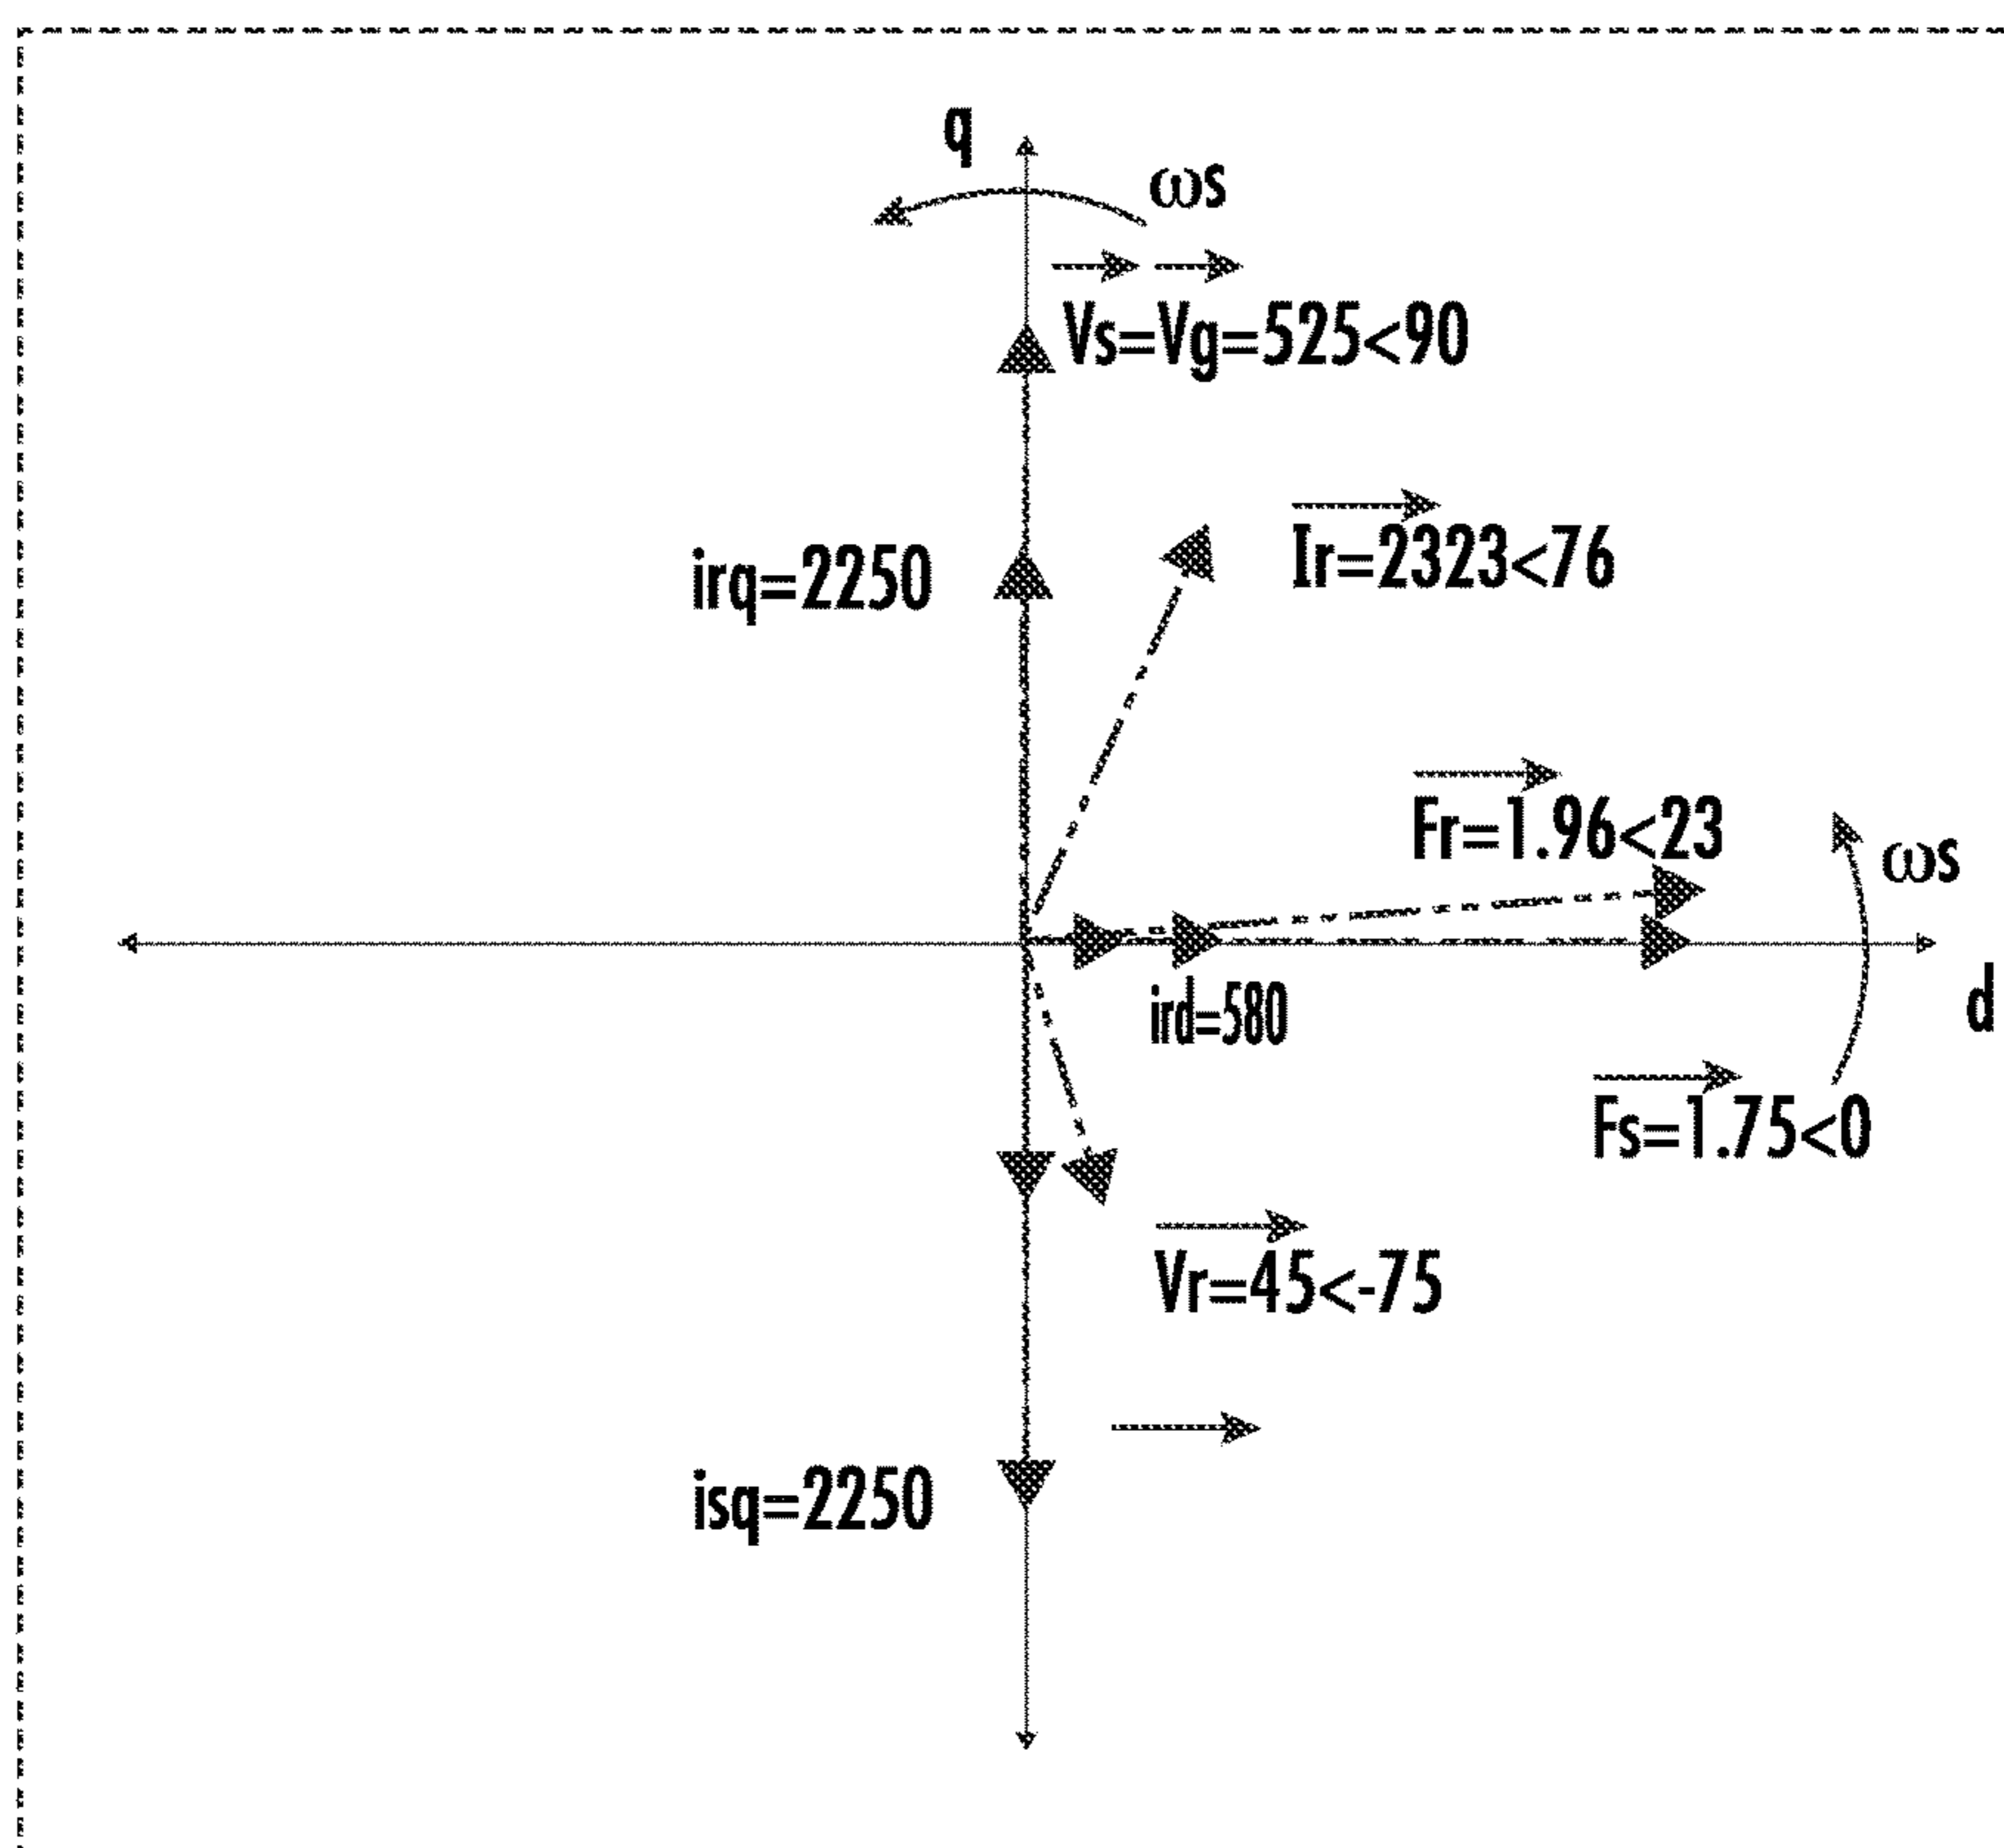 q
ωs
Vs=Vg=525<90
irq=2250
Ir=2323<76
Fr=1.96<23
ωs
ird=580
d
Fs=1.75<0
Vr=45<-75
isq=2250